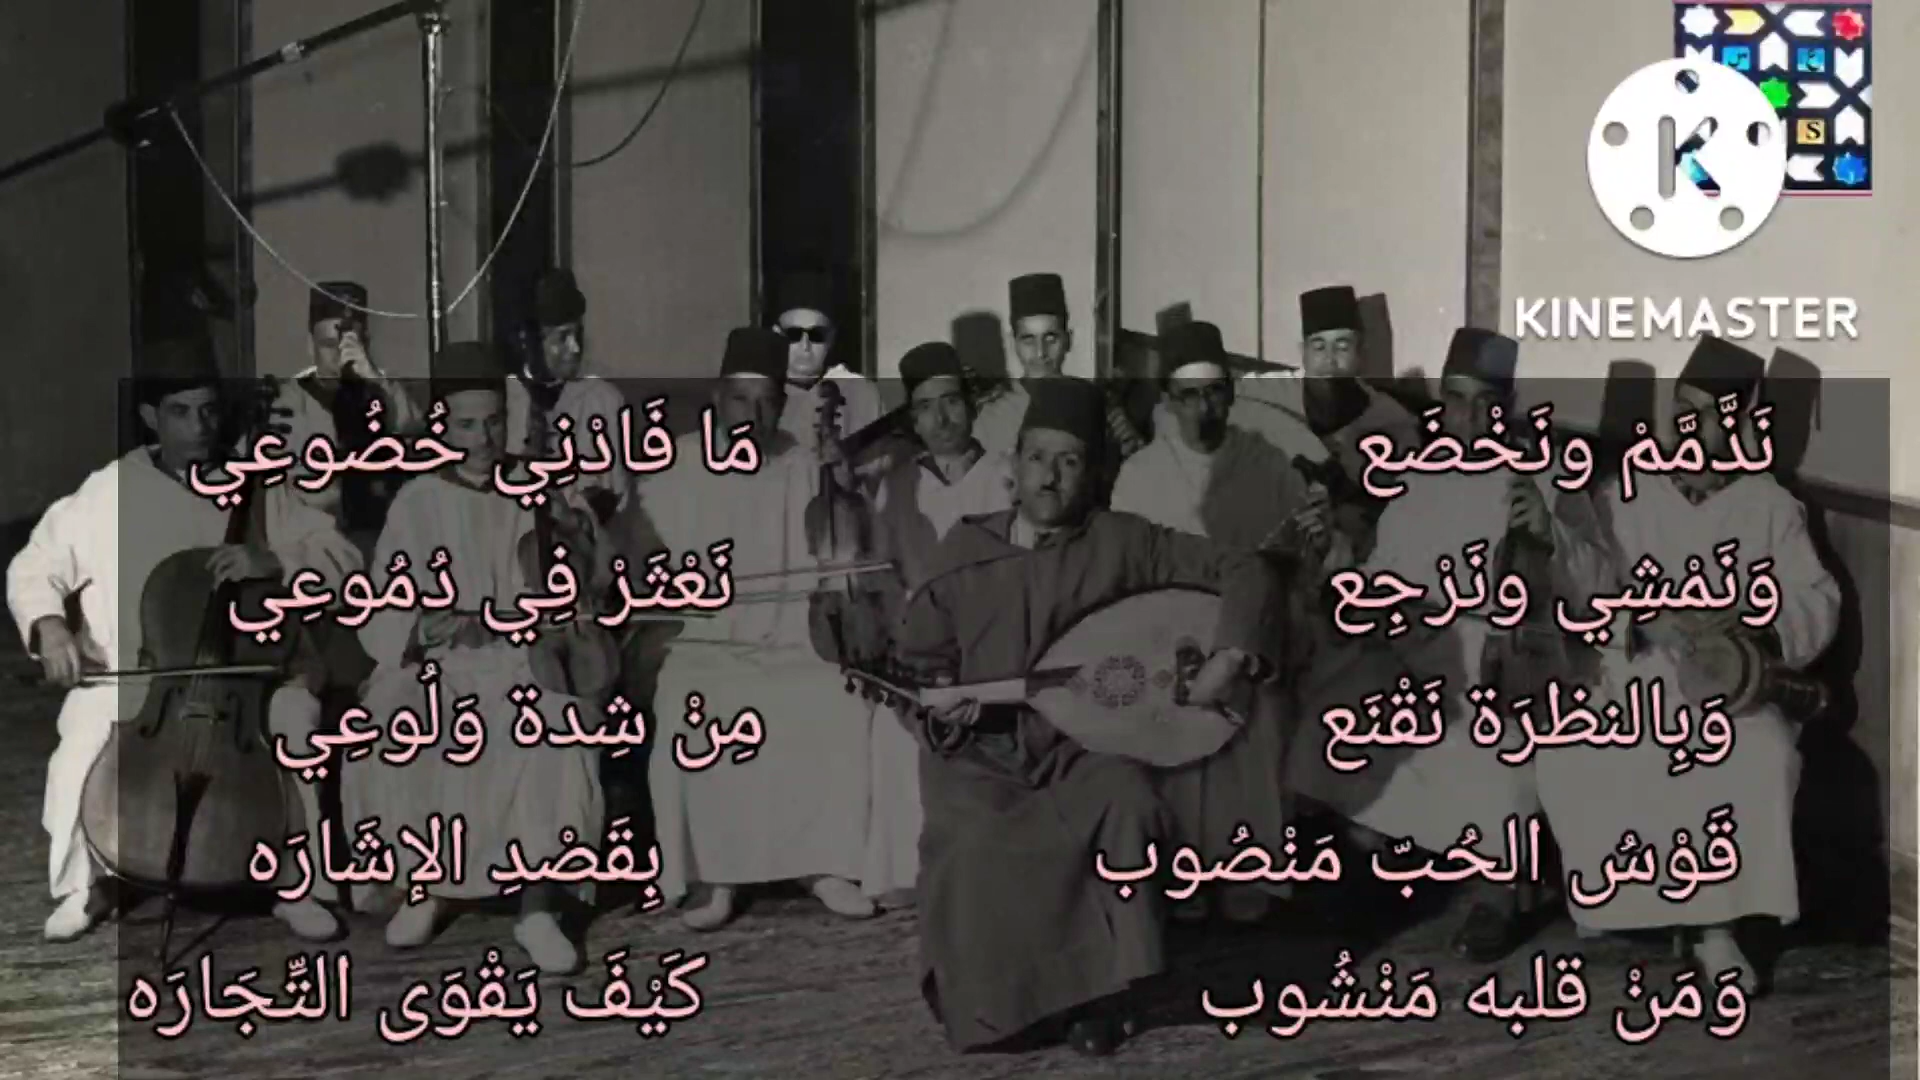 KINEMASTER
نَذَّمَّمْ ونَخْضَع مَا فَادْنِي خُضُوعِي
وَنَمْشِي ونَرْجِع نَعْثَرْ فِي دُمُوعِي
وَبِالنظرَة نَقْنَع مِنْ شِدة وَلُوعِي
قَوْسُ الحُبّ مَنْصُوب بِقَصْدِ الإشَارَه
وَمَنْ قلبه مَنْشُوب كَيْفَ يَقْوَى التِّجَارَه